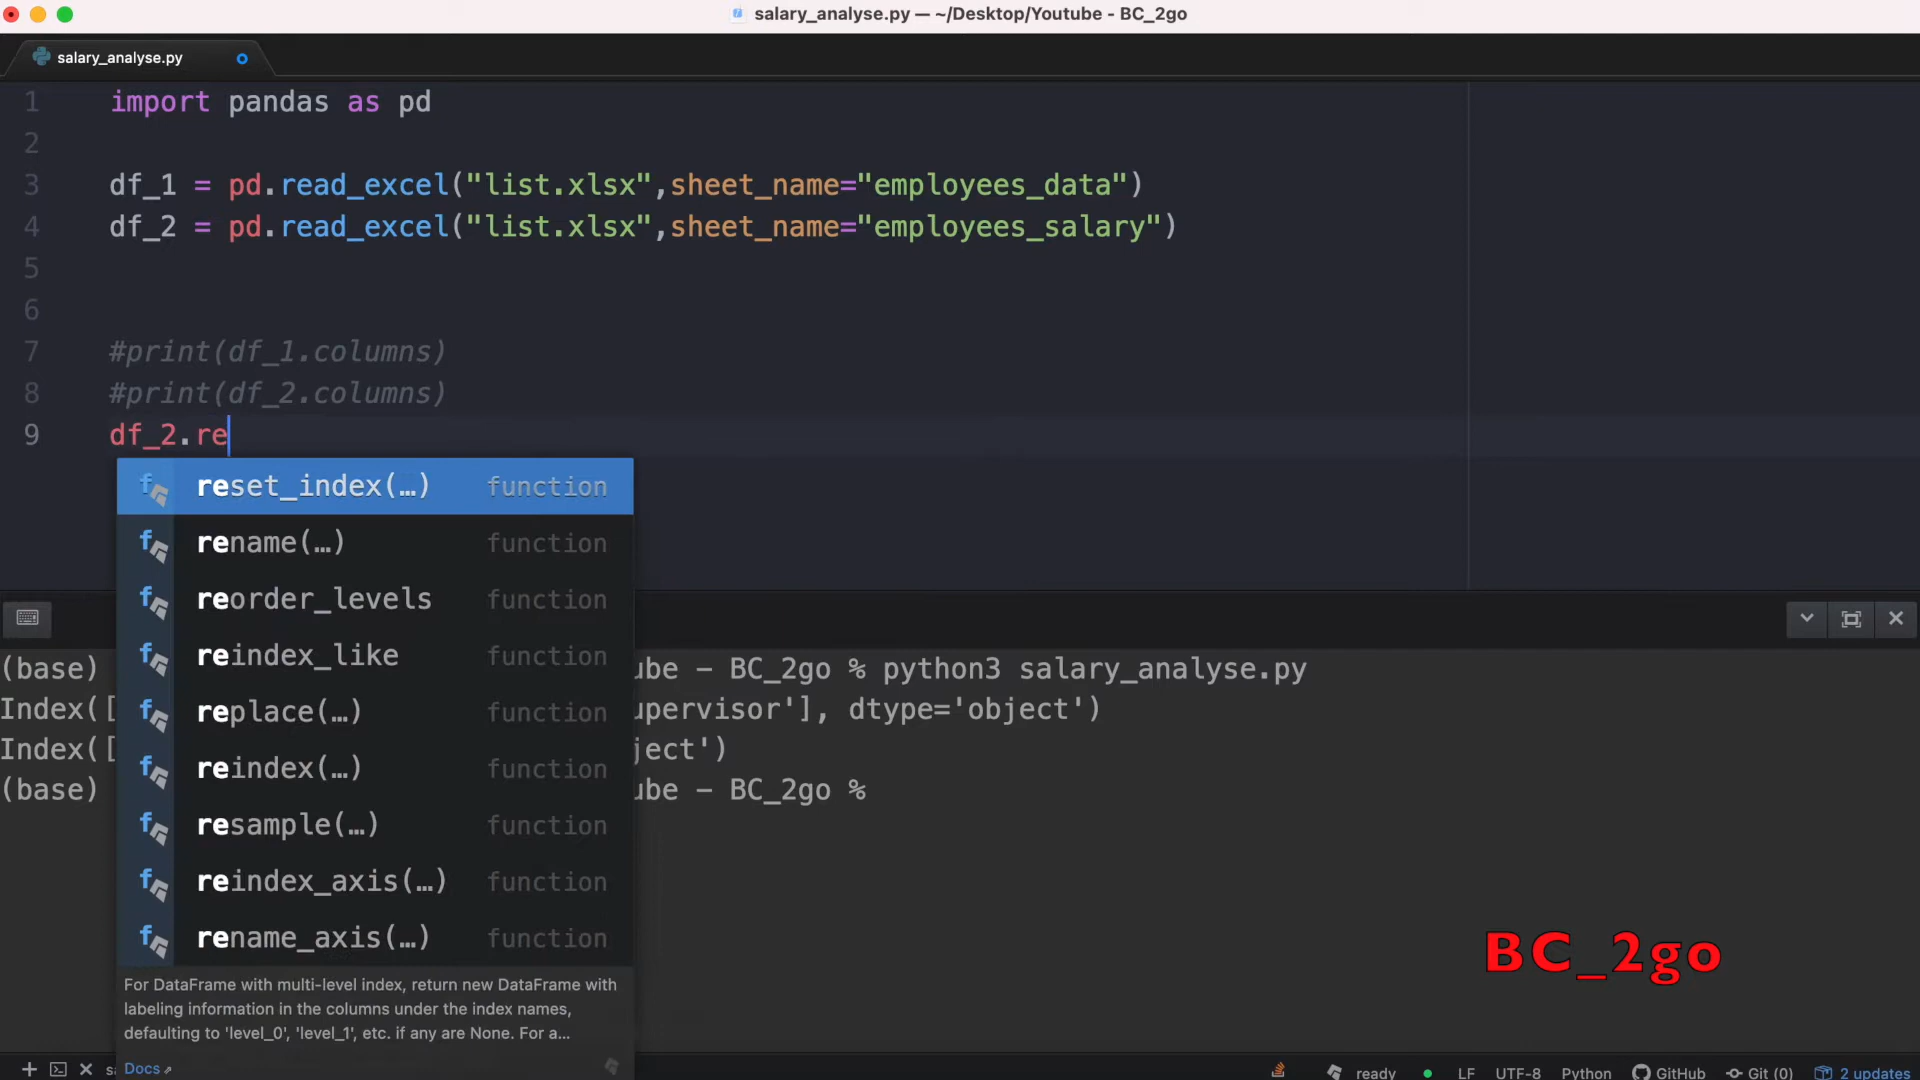 salary_analyse.py — ~/Desktop/Youtube - BC_2go
salary_analyse.py
1 import pandas as pd
2
3 df_1 = pd.read_excel("list.xlsx",sheet_name="employees_data")
4 df_2 = pd.read_excel("list.xlsx",sheet_name="employees_salary")
5
6
7 #print(df_1.columns)
8 #print(df_2.columns)
9 df_2.re
reset_index(…) function
rename(…) function
reorder_levels function
reindex_like function
replace(…) function
reindex(…) function
resample(…) function
reindex_axis(…) function
rename_axis(…) function
For DataFrame with multi-level index, return new DataFrame with
labeling information in the columns under the index names,
defaulting to 'level_0', 'level_1', etc. if any are None. For a...
Docs
(base) ube - BC_2go % python3 salary_analyse.py
Index([ upervisor'], dtype='object')
Index([ ject')
(base) ube - BC_2go %
BC_2go
ready LF UTF-8 Python GitHub Git (0) 2 updates